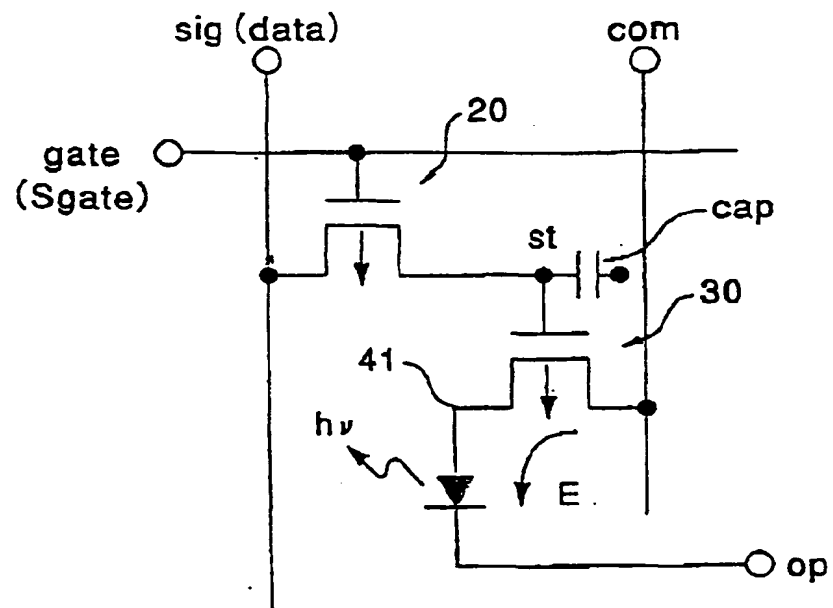 sig (data)
com
20
gate
(Sgate)
cap
st
30
41
hν
E
op